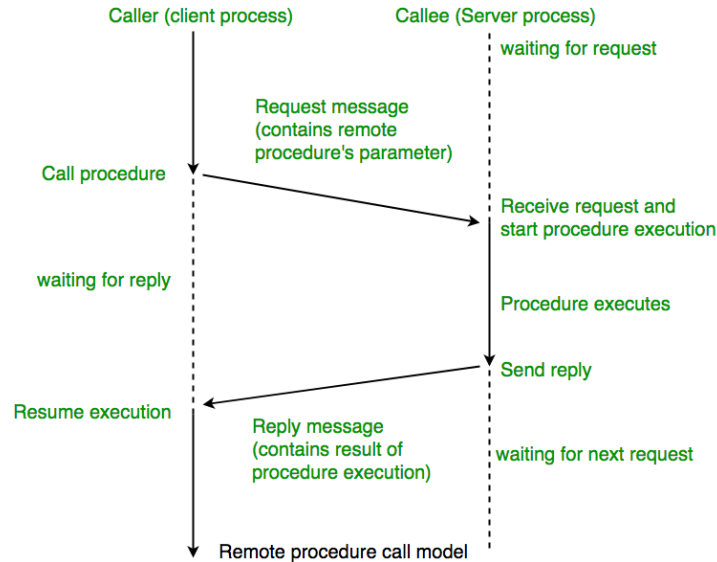 Caller (client process)
Callee (Server process)
waiting for request
Request message
(contains remote
procedure's parameter)
Call procedure
Receive request and
start procedure execution
waiting for reply
Procedure executes
Send reply
Resume execution
Reply message
(contains result of
procedure execution)
waiting for next request
Remote procedure call model